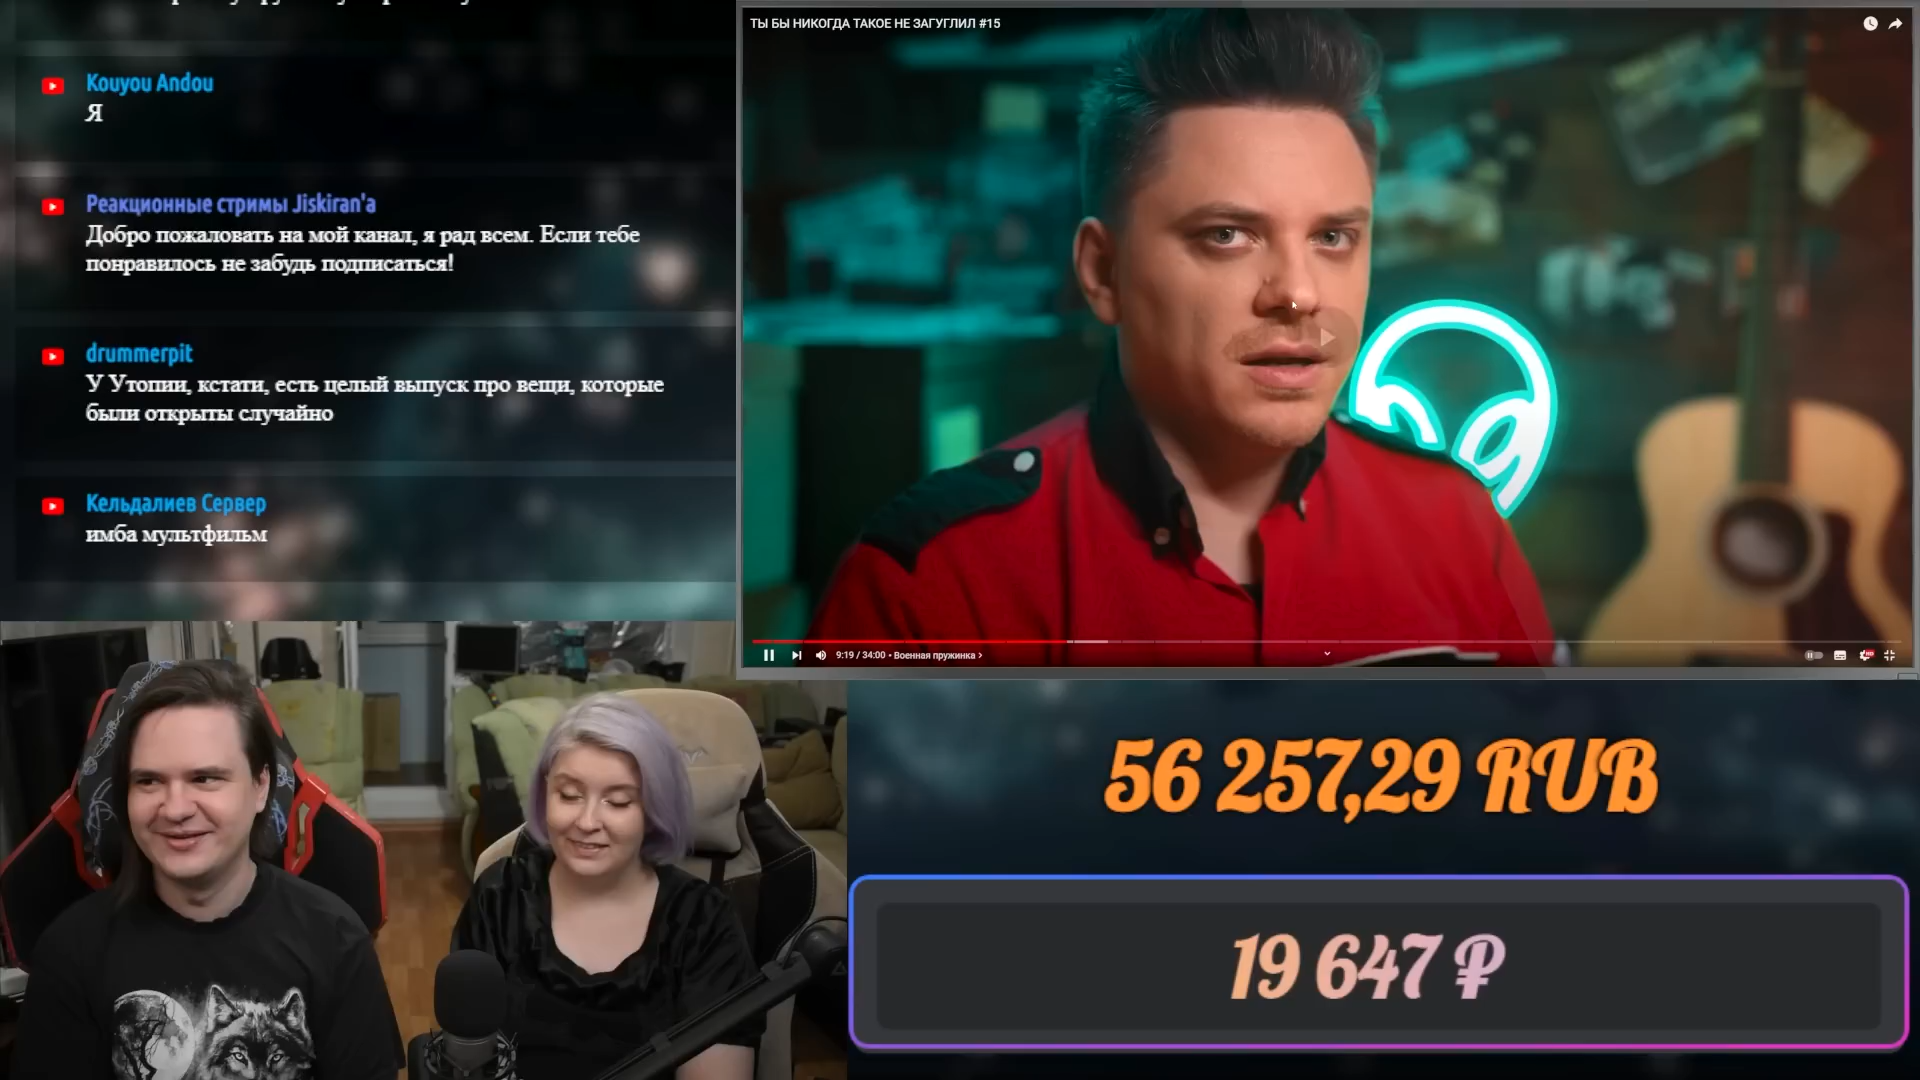 Kouyou Andou
Я
Реакционные стримы Jiskiran'а
Добро пожаловать на мой канал, я рад всем. Если тебе
понравилось не забудь подписаться!
drummerpit
У Утопии, кстати, есть целый выпуск про вещи, которые
были открыты случайно
Кельдалиев Сервер
имба мультфильм
ТЫ БЫ НИКОГДА ТАКОЕ НЕ ЗАГУГЛИЛ #15
9:19 / 34:00 • Военная пружинка >
56 257,29 RUB
19 647 ₽